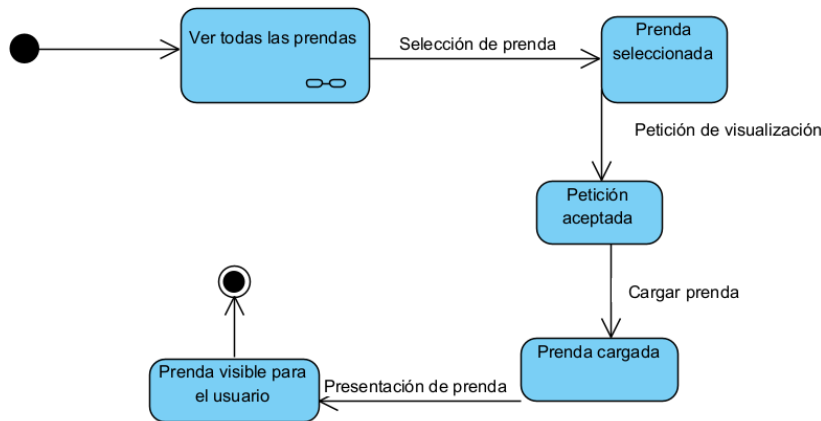 Ver todas las prendas
Selección de prenda
Prenda
seleccionada
Petición de visualización
Petición
aceptada
Cargar prenda
Prenda cargada
Presentación de prenda
Prenda visible para
el usuario